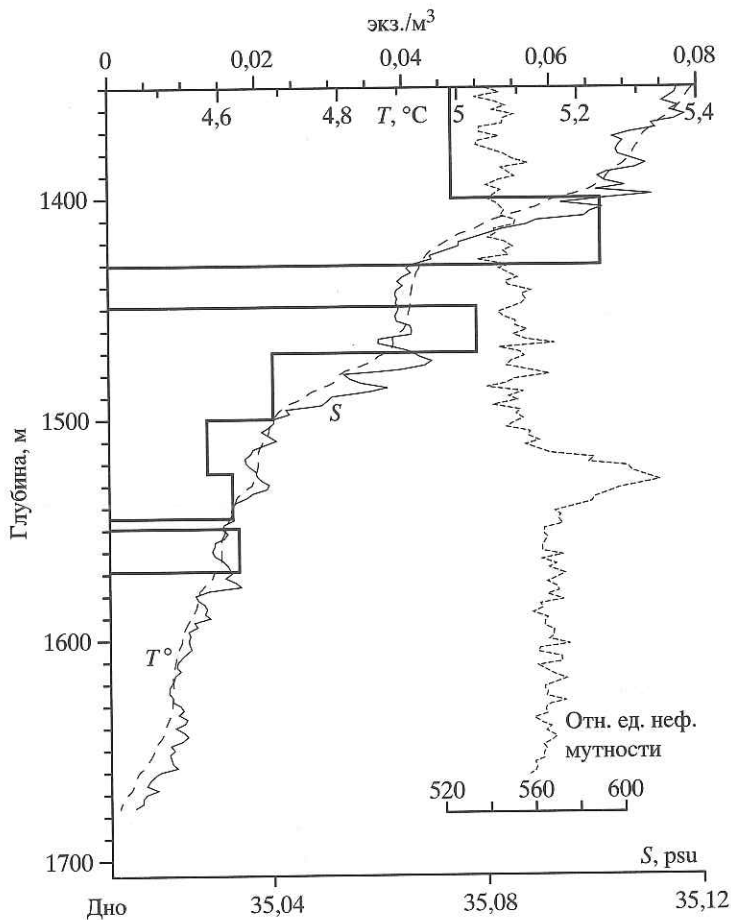 экз./м³
0 0,02 0,04 0,06 0,08
4,6 4,8 T, °C 5 5,2 5,4
1400
S
1500
Глубина, м
1600
T°
Отн. ед. неф.
мутности
520 560 600
1700
S, psu
Дно 35,04 35,08 35,12